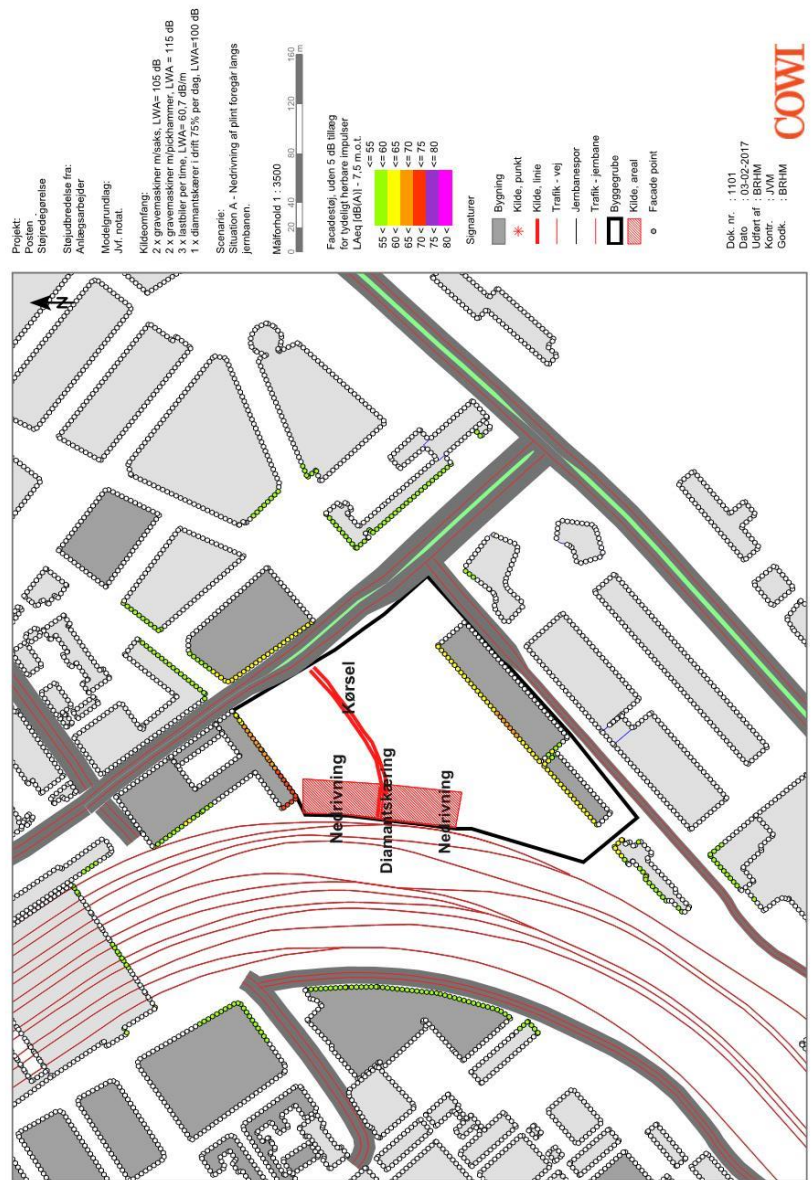 Projekt:
Posten
Støjredegørelse
Støjudbredelse fra:
Anlægsarbejder
Modelgrundlag:
Jvf. notat.
Kildeomfang:
2 x gravemaskiner m/saks, LWA= 105 dB
2 x gravemaskiner m/pickhammer, LWA = 115 dB
3 x lastbiler per time, LWA= 60,7 dB/m
1 x diamantskærer i drift 75% per dag, LWA=100 dB
Scenarie:
Situation A - Nedrivning af plint foregår langs
jernbanen.
Målforhold 1 : 3500
0 20 40 80 120 160
m
Facadestøj, uden 5 dB tillæg
for tydeligt hørbare impulser
LAeq [dB(A)] - 7,5 m.o.t.
<= 55
55 < <= 60
60 < <= 65
65 < <= 70
70 < <= 75
75 < <= 80
80 <
Signaturer
Bygning
Kilde, punkt
Kilde, linie
Trafik - vej
Jernbanespor
Trafik - jernbane
Byggegrube
Kilde, areal
Facade point
Dok. nr. : 1101
Dato : 03-02-2017
Udført af : BRHM
Kontr. : JVM
Godk. : BRHM
COWI
N
Kørsel
Nedrivning
Diamantskæring
Nedrivning